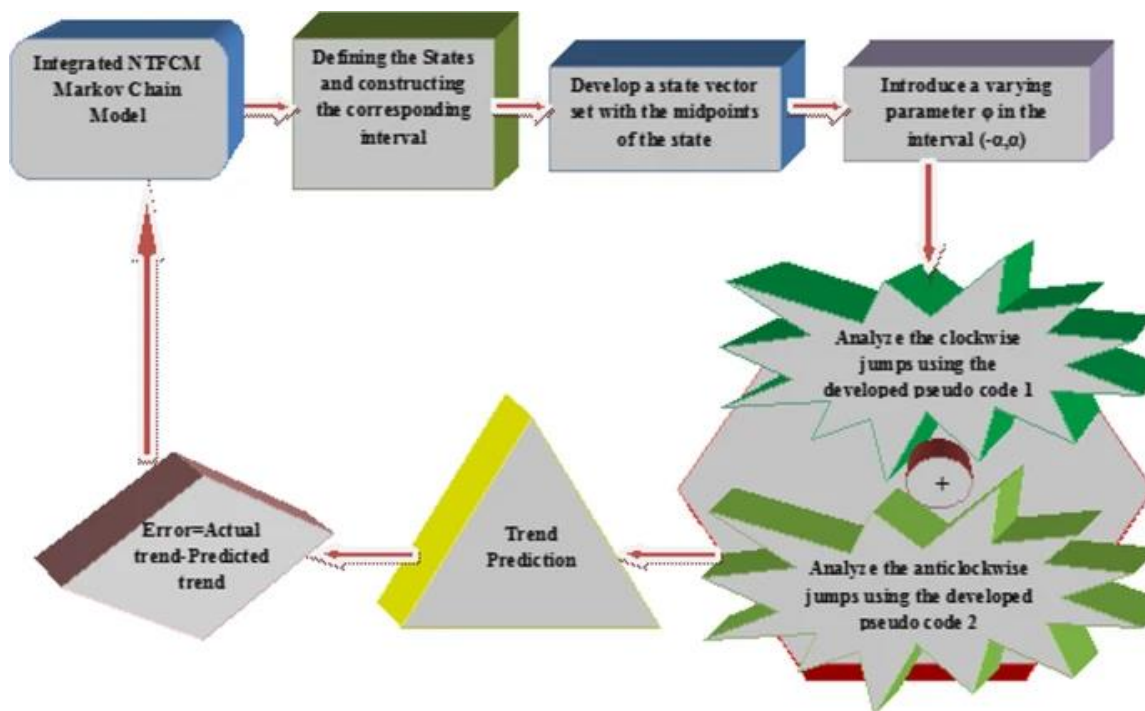 Integrated NTFCM
Markov Chain
Model
Defining the States
and constructing
the corresponding
interval
Develop a state vector
set with the midpoints
of the state
Introduce a varying
parameter φ in the
interval (-α,α)
Analyze the clockwise
jumps using the
developed pseudo code 1
+
Analyze the anticlockwise
jumps using the developed
pseudo code 2
Trend
Prediction
Error=Actual
trend-Predicted
trend